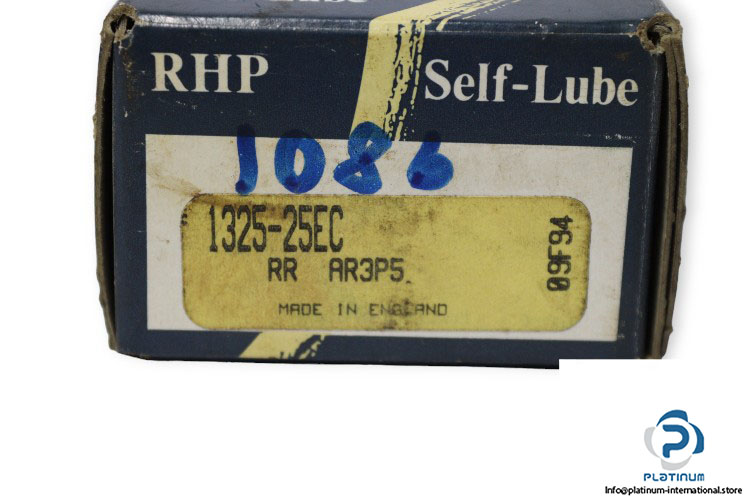 RHP Self-Lube
1086
1325-25EC
RR AR3P5
MADE IN ENGLAND
09F94
PLATINUM
Info@platinum-international.store